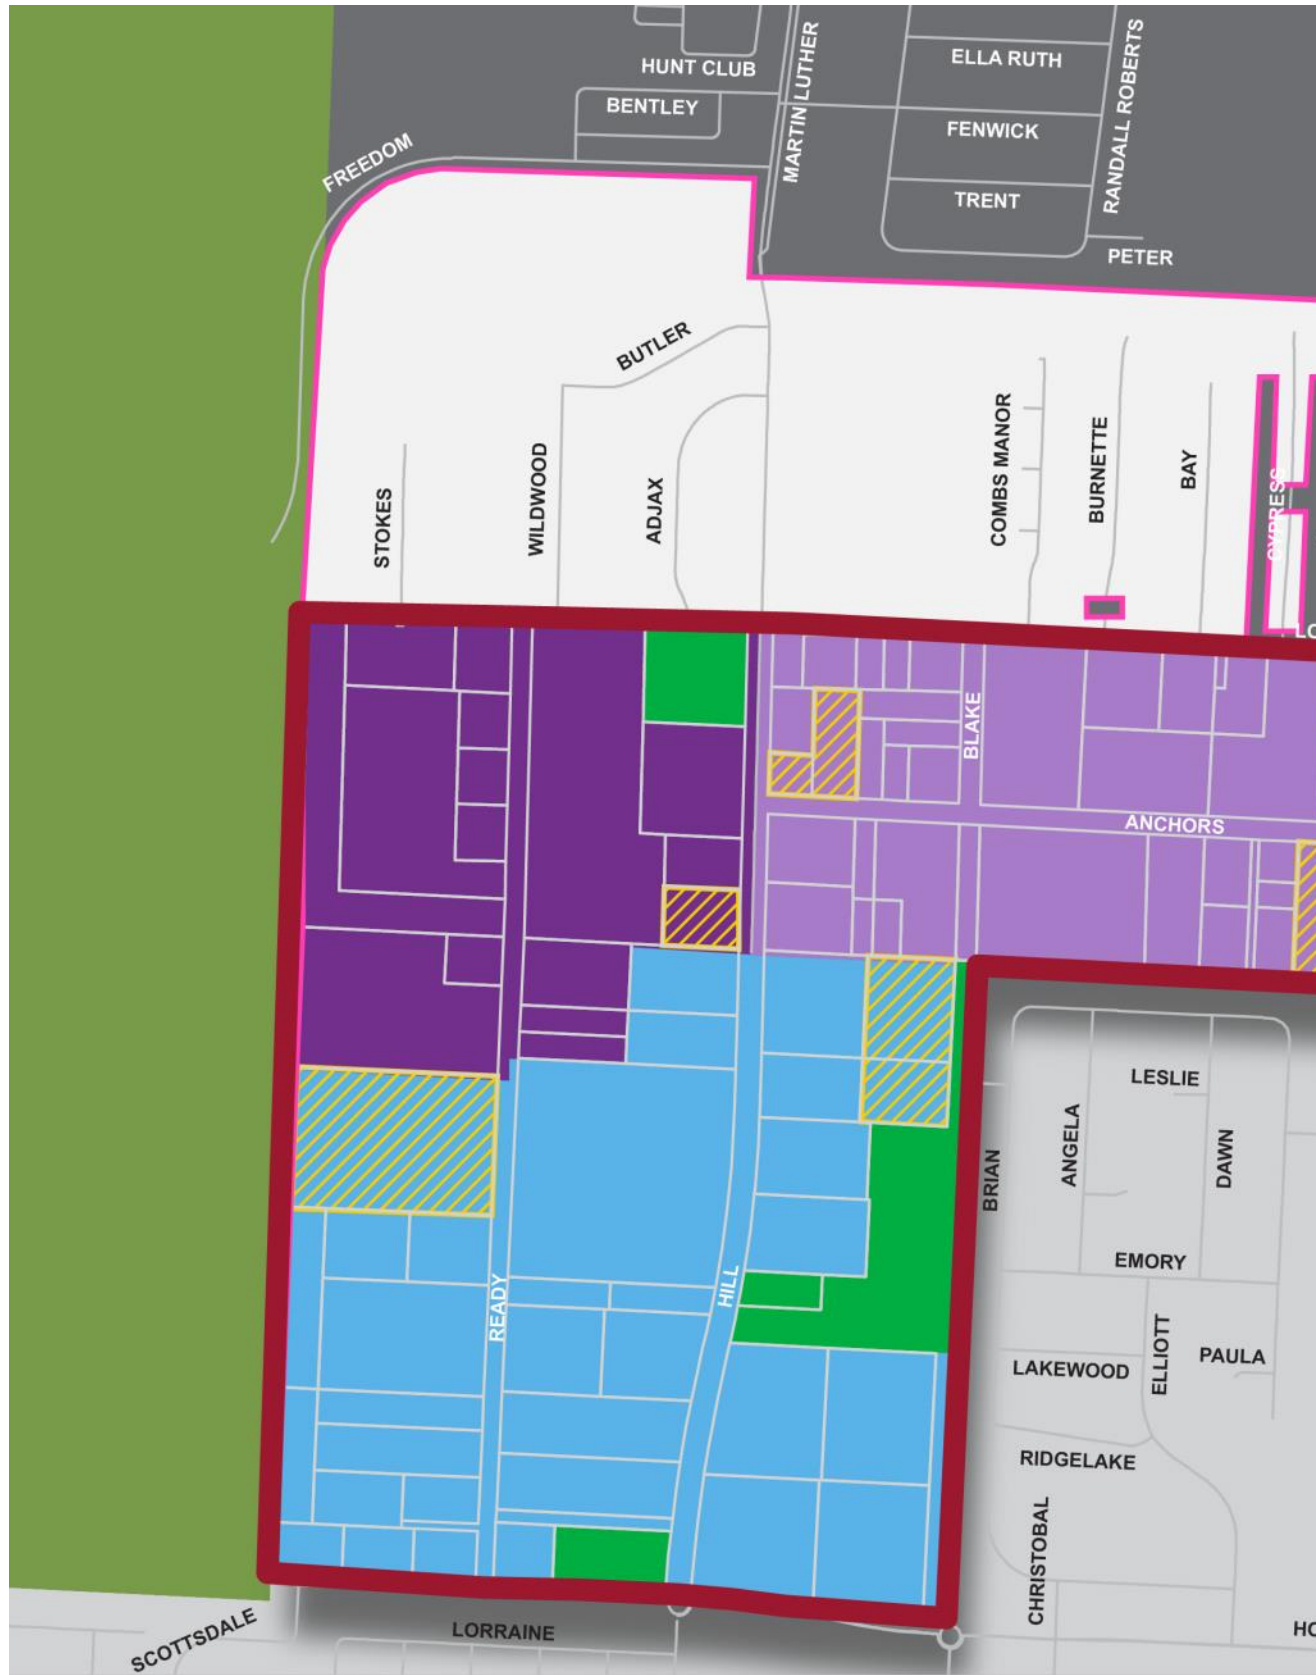 HUNT CLUB
ELLA RUTH
BENTLEY
MARTIN LUTHER
RANDALL ROBERTS
FENWICK
FREEDOM
TRENT
PETER
BUTLER
STOKES
WILDWOOD
ADJAX
COMBS MANOR
BURNETTE
BAY
CYPRESS
LO
BLAKE
ANCHORS
LESLIE
ANGELA
DAWN
BRIAN
EMORY
READY
HILL
ELLIOTT
PAULA
LAKEWOOD
RIDGELAKE
CHRISTOBAL
SCOTTSDALE
LORRAINE
HO